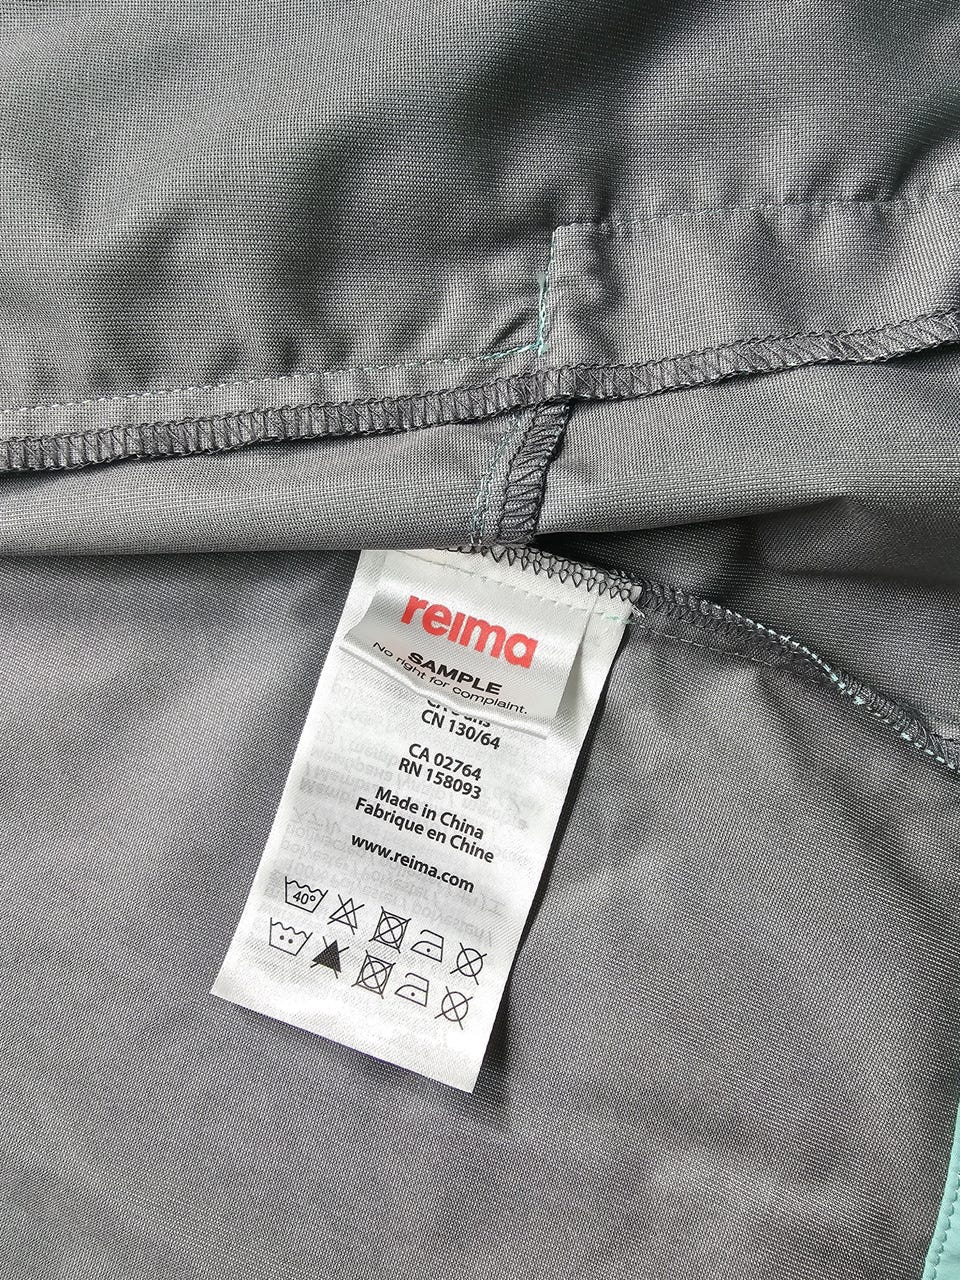 reima
SAMPLE
No right for complaint.
CN 130/64
CA 02764
RN 158093
Made in China
Fabrique en Chine
www.reima.com
40°